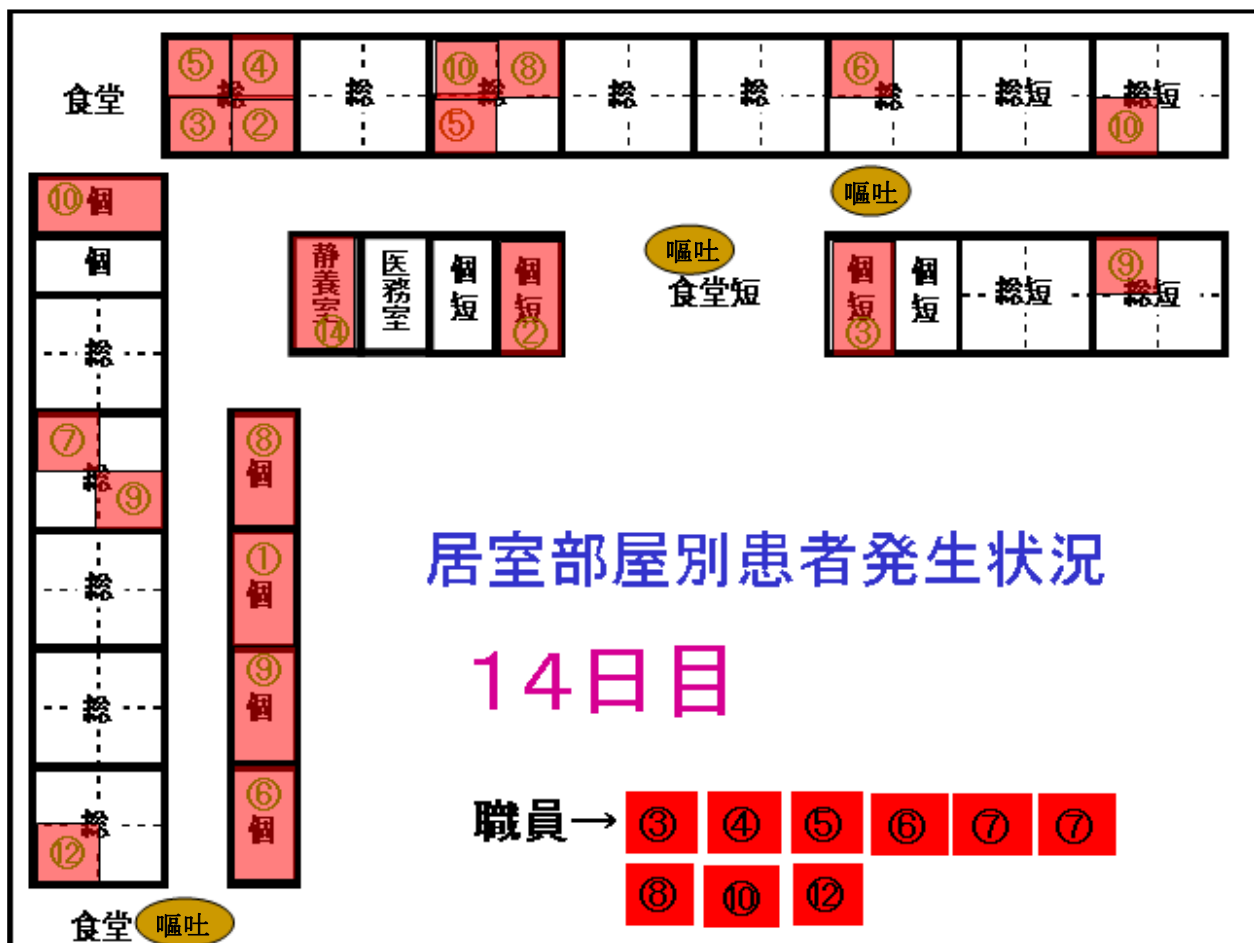 ⑤ ④ ⑩ ⑧ ⑥
食堂 総 総 総 総 総 総 総短 総短
③ ② ⑤ ⑩
嘔吐
⑩個
個
総
⑦
総
⑨
総
総
総
⑫
食堂 嘔吐
静養室 ⑭
医務室
個短
個短 ②
嘔吐
食堂短
個短 ③
個短
総短
⑨
総短
⑧
個
①
個
⑨
個
⑥
個
居室部屋別患者発生状況
14日目
職員→ ③ ④ ⑤ ⑥ ⑦ ⑦
⑧ ⑩ ⑫